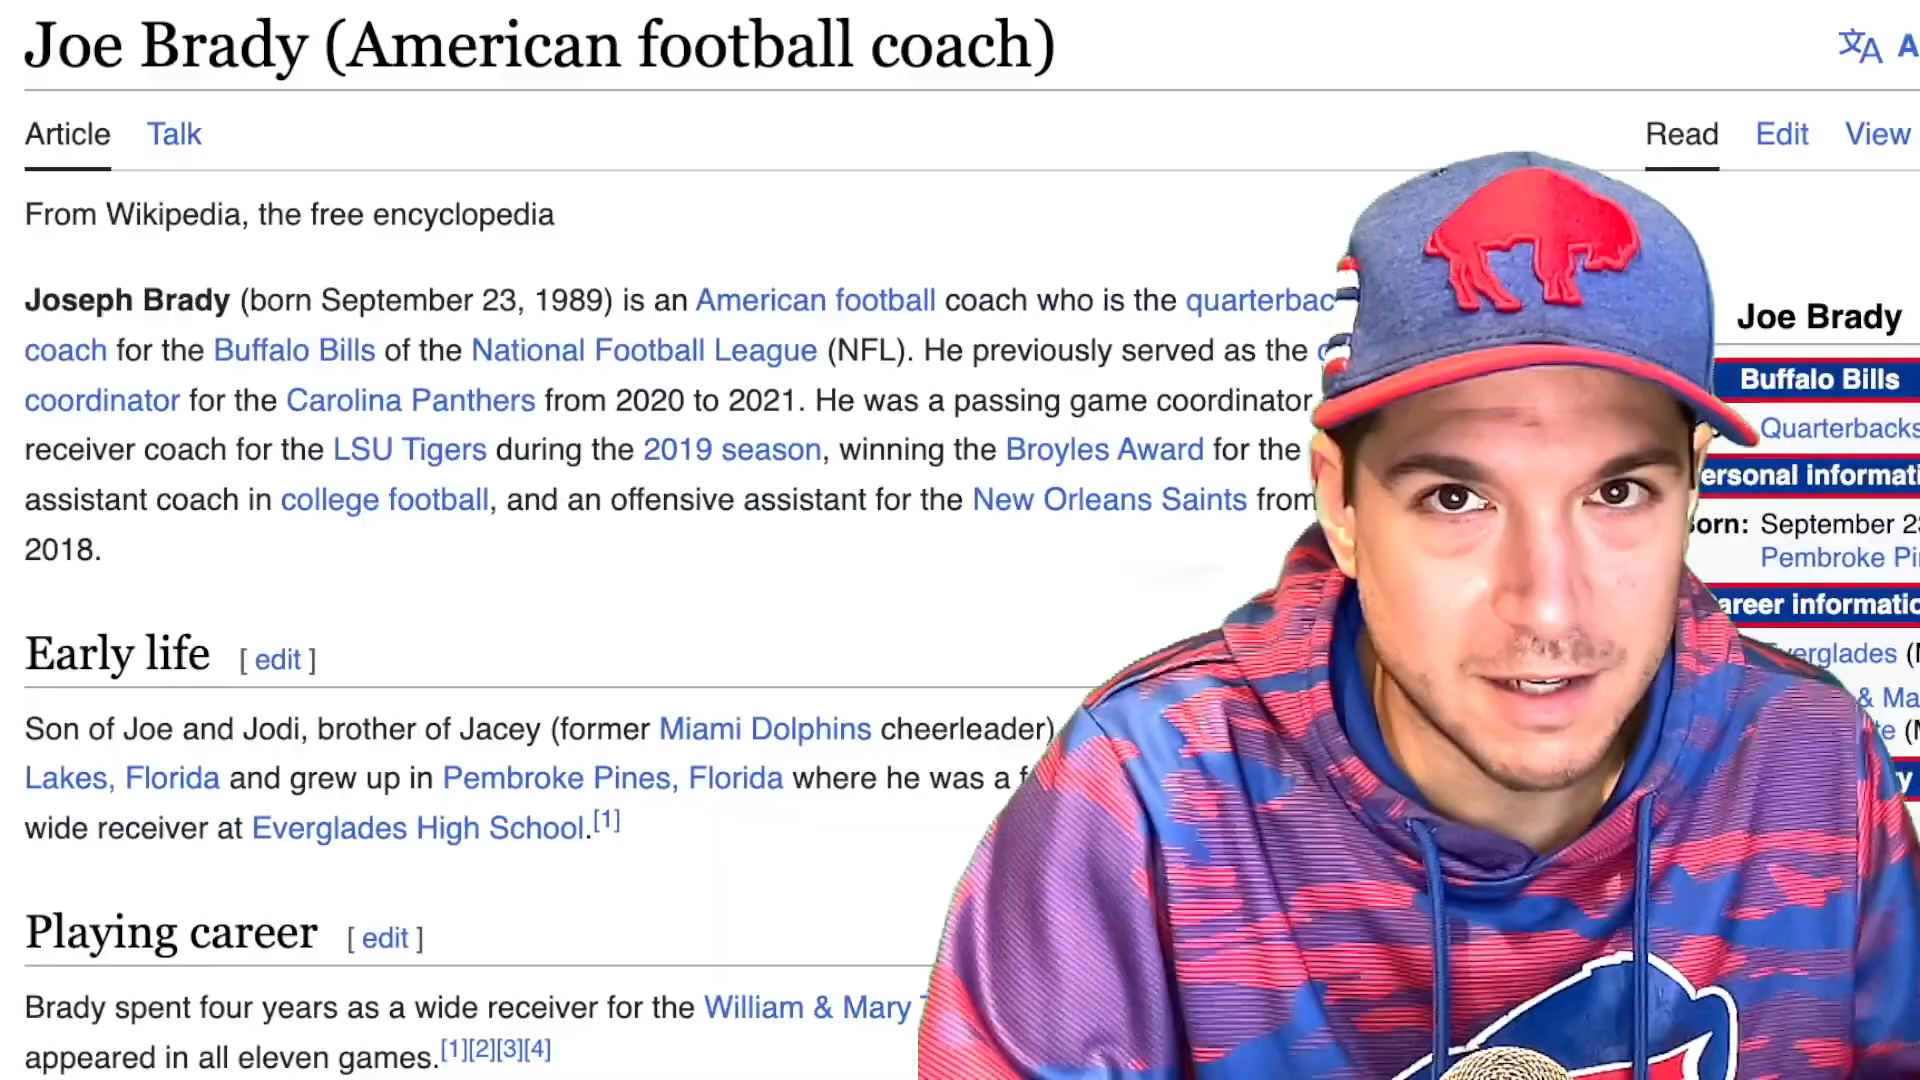 Joe Brady (American football coach)
Article Talk Read Edit View
From Wikipedia, the free encyclopedia
Joseph Brady (born September 23, 1989) is an American football coach who is the
coach for the Buffalo Bills of the National Football League (NFL). He previously served as the
coordinator for the Carolina Panthers from 2020 to 2021. He was a passing game coordinator
receiver coach for the LSU Tigers during the 2019 season, winning the Broyles Award for the
assistant coach in college football, and an offensive assistant for the New Orleans Saints from
2018.
Early life [ edit ]
Son of Joe and Jodi, brother of Jacey (former Miami Dolphins cheerleader)
Lakes, Florida and grew up in Pembroke Pines, Florida where he was a
wide receiver at Everglades High School.[1]
Playing career [ edit ]
Brady spent four years as a wide receiver for the William & Mary
appeared in all eleven games.[1][2][3][4]
Joe Brady
Buffalo Bills
Quarterbacks
September
Pembroke